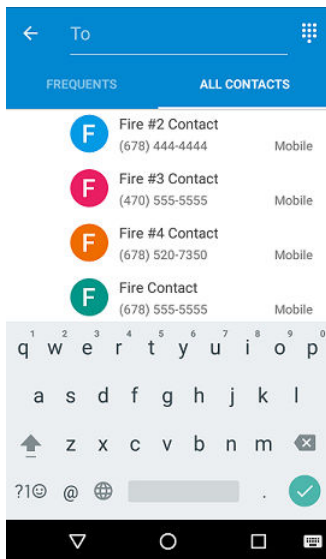 To
FREQUENTS ALL CONTACTS
F Fire #2 Contact
(678) 444-4444 Mobile
F Fire #3 Contact
(470) 555-5555 Mobile
F Fire #4 Contact
(678) 520-7350 Mobile
F Fire Contact
(678) 555-5555 Mobile
1 2 3 4 5 6 7 8 9 0
q w e r t y u i o p
a s d f g h j k l
z x c v b n m
?1☺ @ .